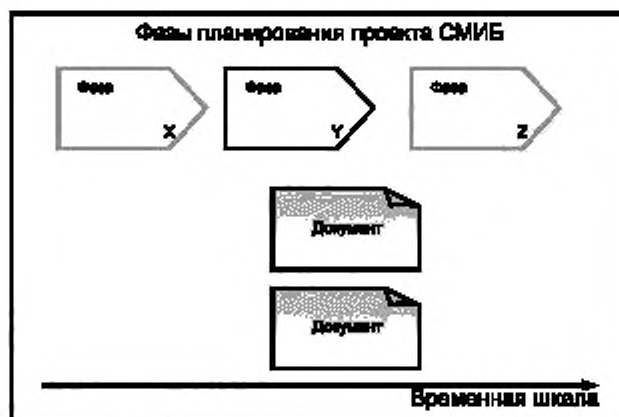 Фазы планирования проекта СМИБ
Фаза
X
Фаза
Y
Фаза
Z
Документ
Документ
Временная шкала